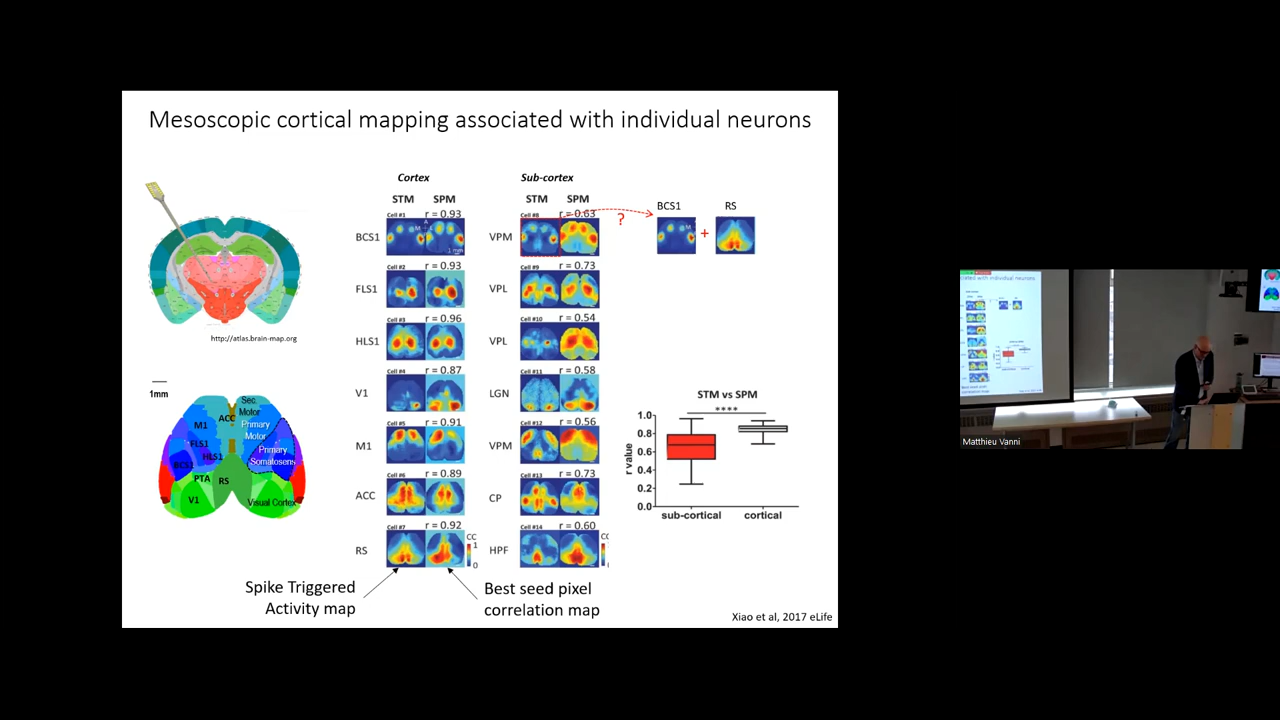 Mesoscopic cortical mapping associated with individual neurons
http://atlas.brain-map.org
1mm
Sec.
Motor
ACC
M1
Primary
Motor
FLS1
HLS1
Primary
Somatosens
BCS1
PTA
RS
V1
Visual Cortex
Cortex
STM SPM
Cell #1 r = 0.93
BCS1
A
M L
1 mm
Cell #2 r = 0.93
FLS1
Cell #3 r = 0.96
HLS1
Cell #4 r = 0.87
V1
Cell #5 r = 0.91
M1
Cell #6 r = 0.89
ACC
Cell #7 r = 0.92
RS
CC
1
0
Spike Triggered
Activity map
Sub-cortex
STM SPM
Cell #8 r = 0.63
VPM
Cell #9 r = 0.73
VPL
Cell #10 r = 0.54
VPL
Cell #11 r = 0.58
LGN
Cell #12 r = 0.56
VPM
Cell #13 r = 0.73
CP
Cell #14 r = 0.60
HPF
Best seed pixel
correlation map
?
BCS1 RS
M
+
STM vs SPM
****
r value
1.0
0.8
0.6
0.4
0.2
0.0
sub-cortical cortical
Xiao et al, 2017 eLife
Matthieu Vanni